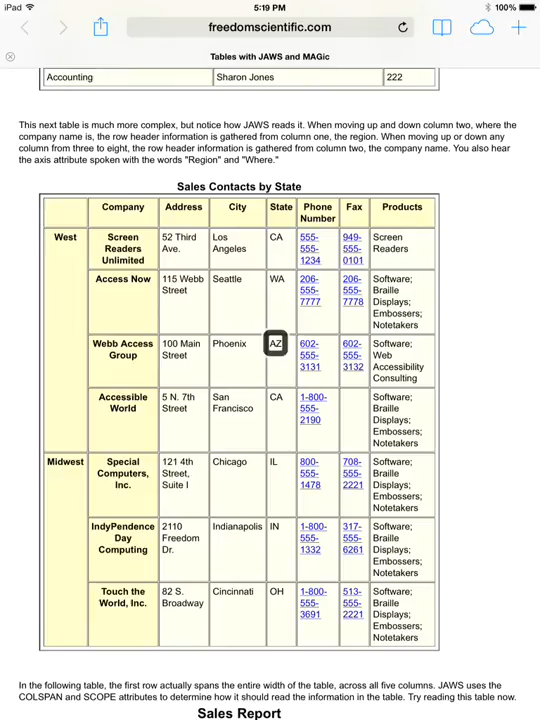 iPad 5:19 PM 100%
freedomscientific.com
Tables with JAWS and MAGic
Accounting Sharon Jones 222
This next table is much more complex, but notice how JAWS reads it. When moving up and down column two, where the
company name is, the row header information is gathered from column one, the region. When moving up or down any
column from three to eight, the row header information is gathered from column two, the company name. You also hear
the axis attribute spoken with the words "Region" and "Where."
Sales Contacts by State
Company Address City State Phone Fax Products
Number
West Screen 52 Third Los CA 555- 949- Screen
Readers Ave. Angeles 555- 555- Readers
Unlimited 1234 0101
Access Now 115 Webb Seattle WA 206- 206- Software;
Street 555- 555- Braille
7777 7778 Displays;
Embossers;
Notetakers
Webb Access 100 Main Phoenix AZ 602- 602- Software;
Group Street 555- 555- Web
3131 3132 Accessibility
Consulting
Accessible 5 N. 7th San CA 1-800- Software;
World Street Francisco 555- Braille
2190 Displays;
Embossers;
Notetakers
Midwest Special 121 4th Chicago IL 800- 708- Software;
Computers, Street, 555- 555- Braille
Inc. Suite I 1478 2221 Displays;
Embossers;
Notetakers
IndyPendence 2110 Indianapolis IN 1-800- 317- Software;
Day Freedom 555- 555- Braille
Computing Dr. 1332 6261 Displays;
Embossers;
Notetakers
Touch the 82 S. Cincinnati OH 1-800- 513- Software;
World, Inc. Broadway 555- 555- Braille
3691 2221 Displays;
Embossers;
Notetakers
In the following table, the first row actually spans the entire width of the table, across all five columns. JAWS uses the
COLSPAN and SCOPE attributes to determine how it should read the information in the table. Try reading this table now.
Sales Report